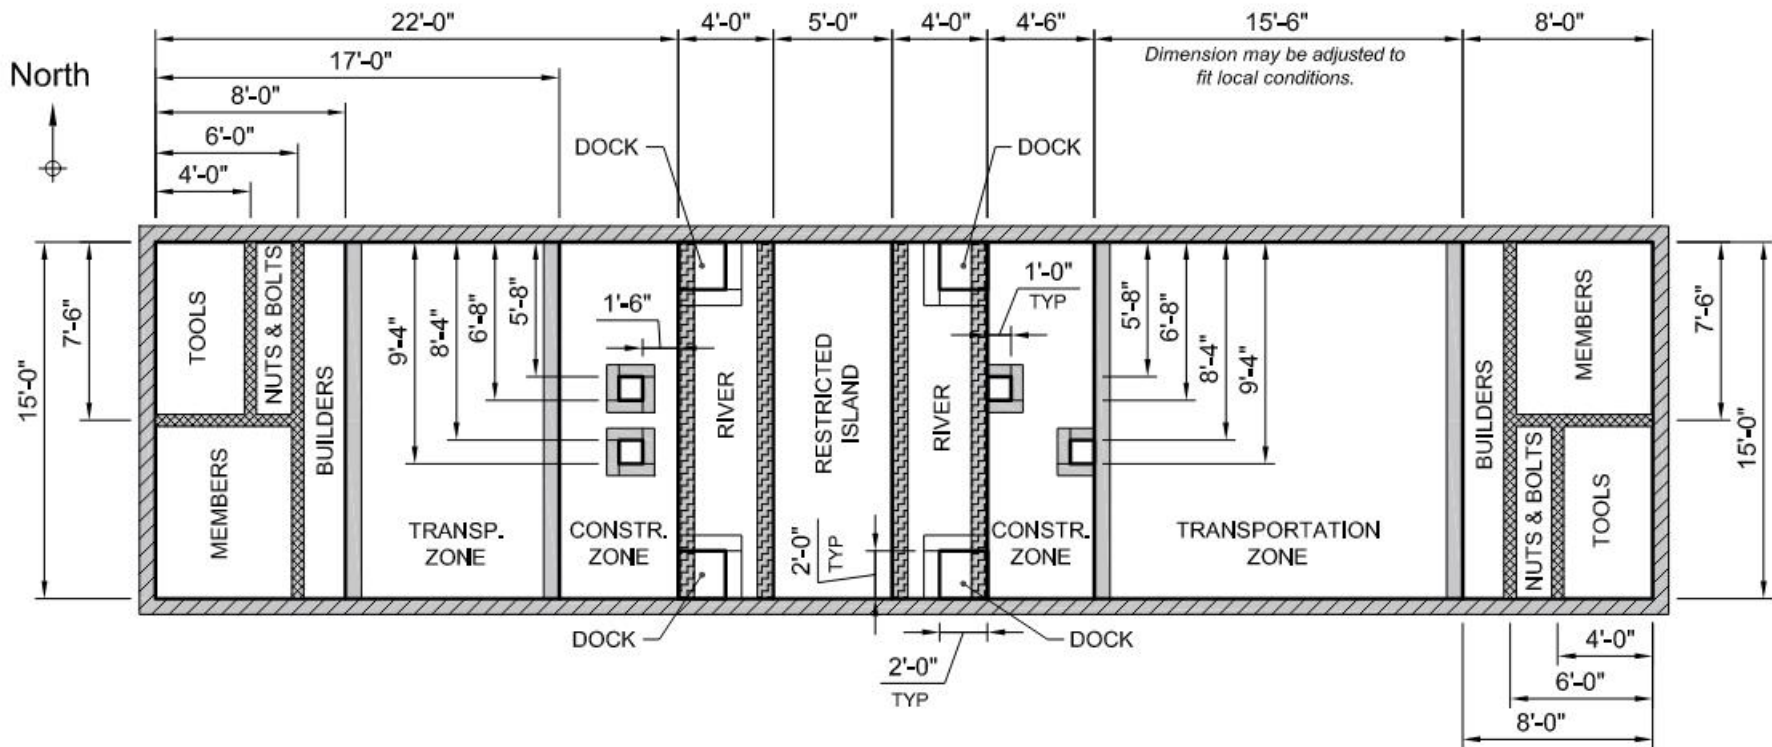 22'-0"
4'-0"
5'-0"
4'-0"
4'-6"
15'-6"
8'-0"
Dimension may be adjusted to
fit local conditions.
North
17'-0"
8'-0"
6'-0"
4'-0"
DOCK
DOCK
15'-0"
7'-6"
TOOLS
NUTS & BOLTS
MEMBERS
BUILDERS
9'-4"
8'-4"
6'-8"
5'-8"
TRANSP.
ZONE
1'-6"
CONSTR.
ZONE
RIVER
RESTRICTED
ISLAND
2'-0"
TYP
RIVER
1'-0"
TYP
CONSTR.
ZONE
5'-8"
6'-8"
8'-4"
9'-4"
TRANSPORTATION
ZONE
BUILDERS
MEMBERS
NUTS & BOLTS
TOOLS
7'-6"
15'-0"
DOCK
DOCK
2'-0"
TYP
4'-0"
6'-0"
8'-0"